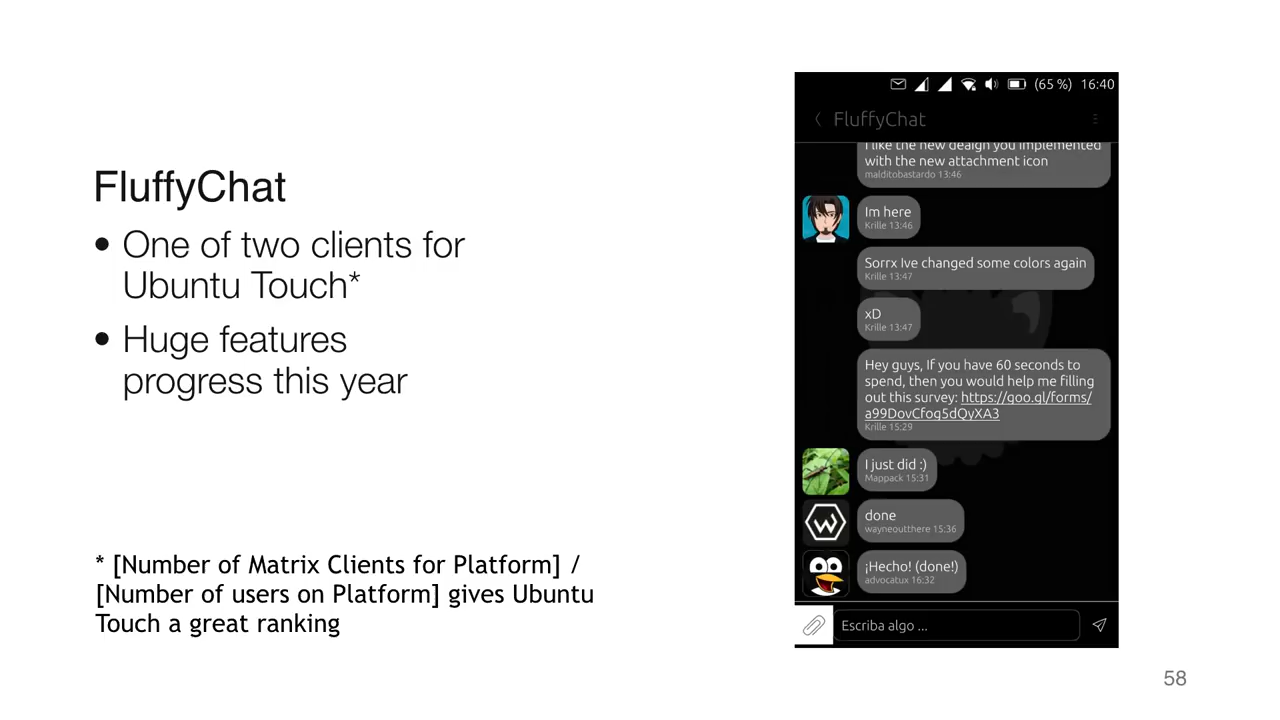 FluffyChat
• One of two clients for
Ubuntu Touch*
• Huge features
progress this year
* [Number of Matrix Clients for Platform] /
[Number of users on Platform] gives Ubuntu
Touch a great ranking
(65 %) 16:40
FluffyChat
I like the new deaign you implemented
with the new attachment icon
malditobastardo 13:46
Im here
Krille 13:46
Sorrx Ive changed some colors again
Krille 13:47
xD
Krille 13:47
Hey guys, If you have 60 seconds to
spend, then you would help me filling
out this survey: https://goo.gl/forms/
a99DovCfog5dQyXA3
Krille 15:29
I just did :)
Mappack 15:31
done
wayneoutthere 15:36
¡Hecho! (done!)
advocatux 16:32
Escriba algo ...
58